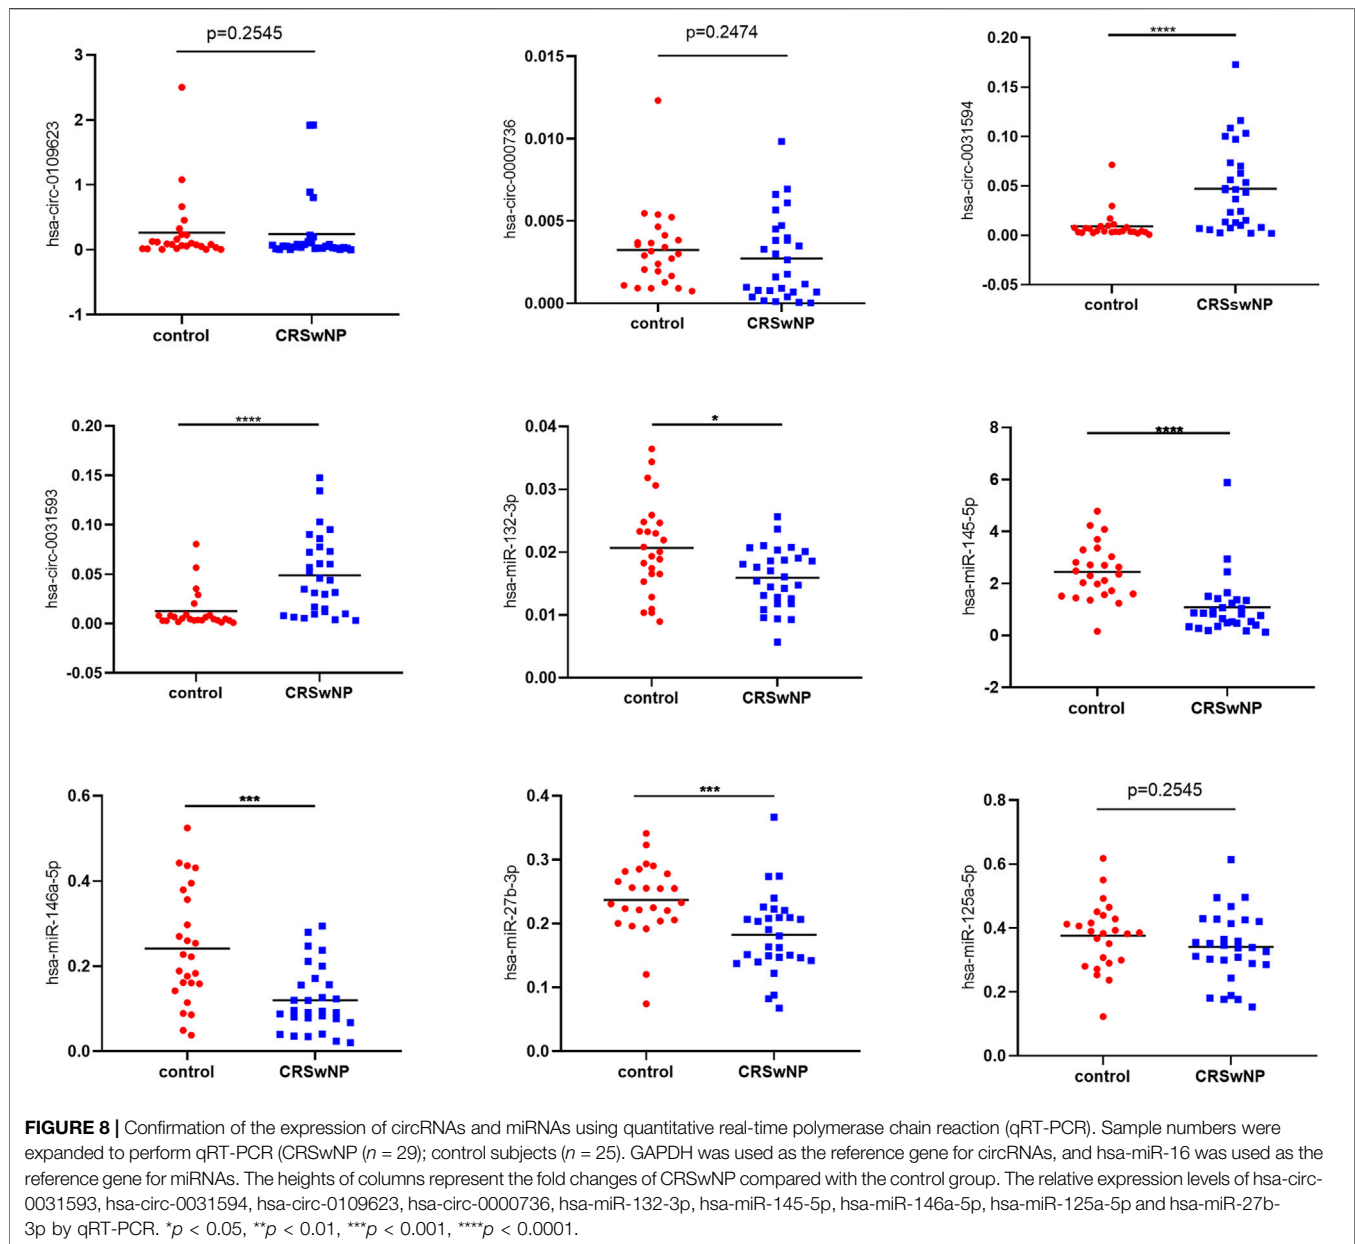 p=0.2545
hsa-circ-0109623
3
2
1
0
-1
control
CRSwNP
p=0.2474
hsa-circ-0000736
0.015
0.010
0.005
0.000
control
CRSwNP
****
hsa-circ-0031594
0.20
0.15
0.10
0.05
0.00
-0.05
control
CRSswNP
****
hsa-circ-0031593
0.20
0.15
0.10
0.05
0.00
-0.05
control
CRSwNP
*
hsa-miR-132-3p
0.04
0.03
0.02
0.01
0.00
control
CRSwNP
****
hsa-miR-145-5p
8
6
4
2
0
-2
control
CRSwNP
***
hsa-miR-146a-5p
0.6
0.4
0.2
0.0
control
CRSwNP
***
hsa-miR-27b-3p
0.4
0.3
0.2
0.1
0.0
control
CRSwNP
p=0.2545
hsa-miR-125a-5p
0.8
0.6
0.4
0.2
0.0
control
CRSwNP
FIGURE 8 | Confirmation of the expression of circRNAs and miRNAs using quantitative real-time polymerase chain reaction (qRT-PCR). Sample numbers were
expanded to perform qRT-PCR (CRSwNP (n = 29); control subjects (n = 25). GAPDH was used as the reference gene for circRNAs, and hsa-miR-16 was used as the
reference gene for miRNAs. The heights of columns represent the fold changes of CRSwNP compared with the control group. The relative expression levels of hsa-circ-
0031593, hsa-circ-0031594, hsa-circ-0109623, hsa-circ-0000736, hsa-miR-132-3p, hsa-miR-145-5p, hsa-miR-146a-5p, hsa-miR-125a-5p and hsa-miR-27b-
3p by qRT-PCR. *p < 0.05, **p < 0.01, ***p < 0.001, ****p < 0.0001.